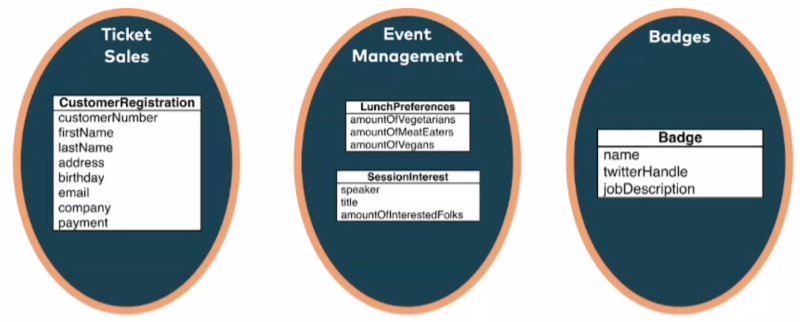 Ticket
Sales
CustomerRegistration
customerNumber
firstName
lastName
address
birthday
email
company
payment
Event
Management
LunchPreferences
amountOfVegetarians
amountOfMeatEaters
amountOfVegans
SessionInterest
speaker
title
amountOfInterestedFolks
Badges
Badge
name
twitterHandle
jobDescription